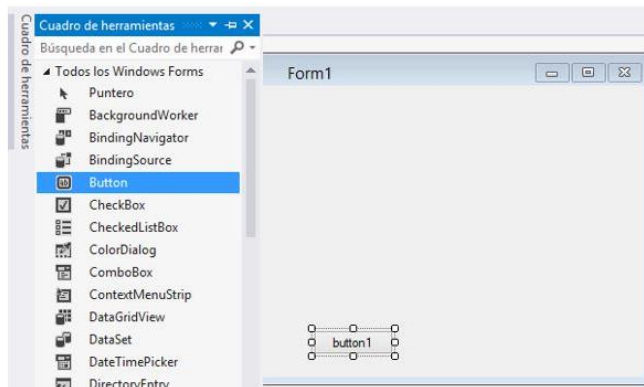 Cuadro de herramientas
Cuadro de herramientas
Búsqueda en el Cuadro de herrar
Todos los Windows Forms
Puntero
BackgroundWorker
BindingNavigator
BindingSource
Button
CheckBox
CheckedListBox
ColorDialog
ComboBox
ContextMenuStrip
DataGridView
DataSet
DateTimePicker
DirectoryEntry
Form1
button1